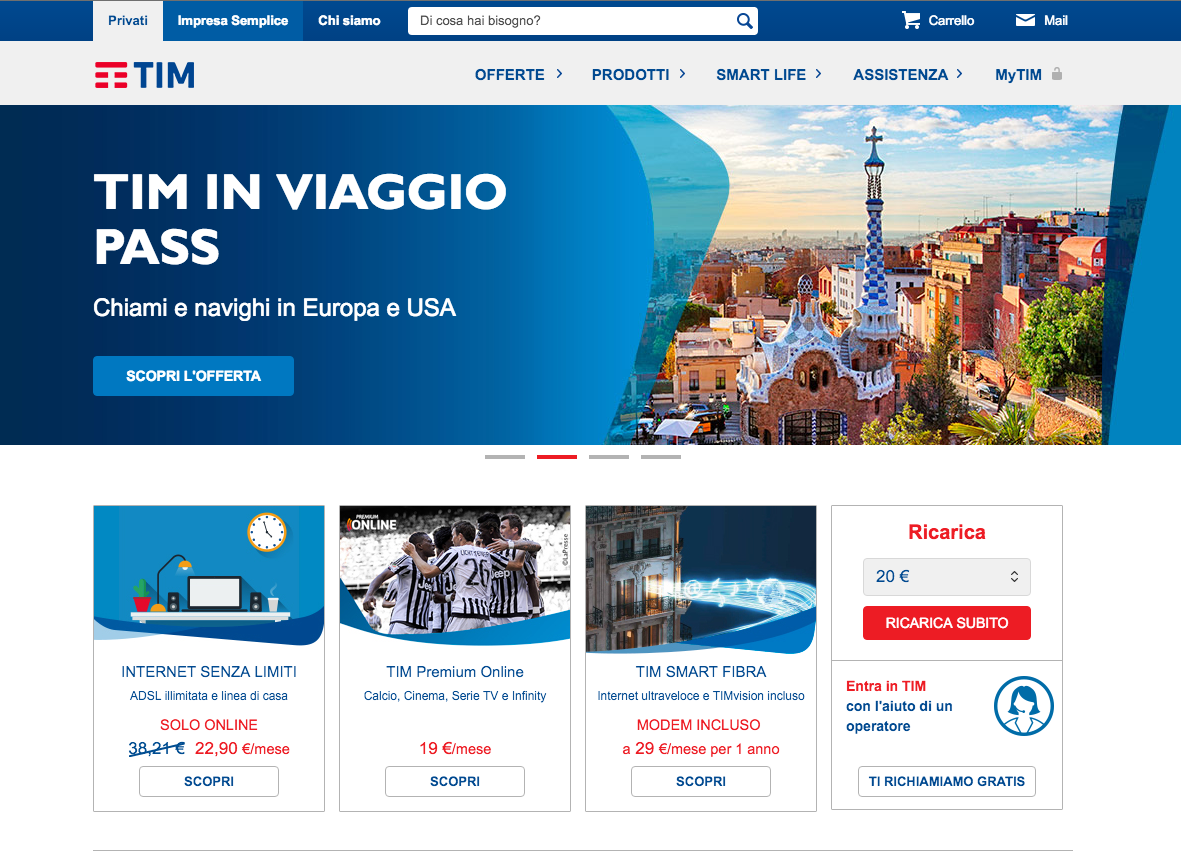 Privati
Impresa Semplice
Chi siamo
Di cosa hai bisogno?
Carrello
Mail
TIM
OFFERTE
PRODOTTI
SMART LIFE
ASSISTENZA
MyTIM
TIM IN VIAGGIO
PASS
Chiami e navighi in Europa e USA
SCOPRI L'OFFERTA
PREMIUM
ONLINE
©LaPresse
LICHTSTEINER
26
Jeep
INTERNET SENZA LIMITI
ADSL illimitata e linea di casa
SOLO ONLINE
38,21 € 22,90 €/mese
SCOPRI
TIM Premium Online
Calcio, Cinema, Serie TV e Infinity
19 €/mese
SCOPRI
TIM SMART FIBRA
Internet ultraveloce e TIMvision incluso
MODEM INCLUSO
a 29 €/mese per 1 anno
SCOPRI
Ricarica
20 €
RICARICA SUBITO
Entra in TIM
con l'aiuto di un
operatore
TI RICHIAMIAMO GRATIS